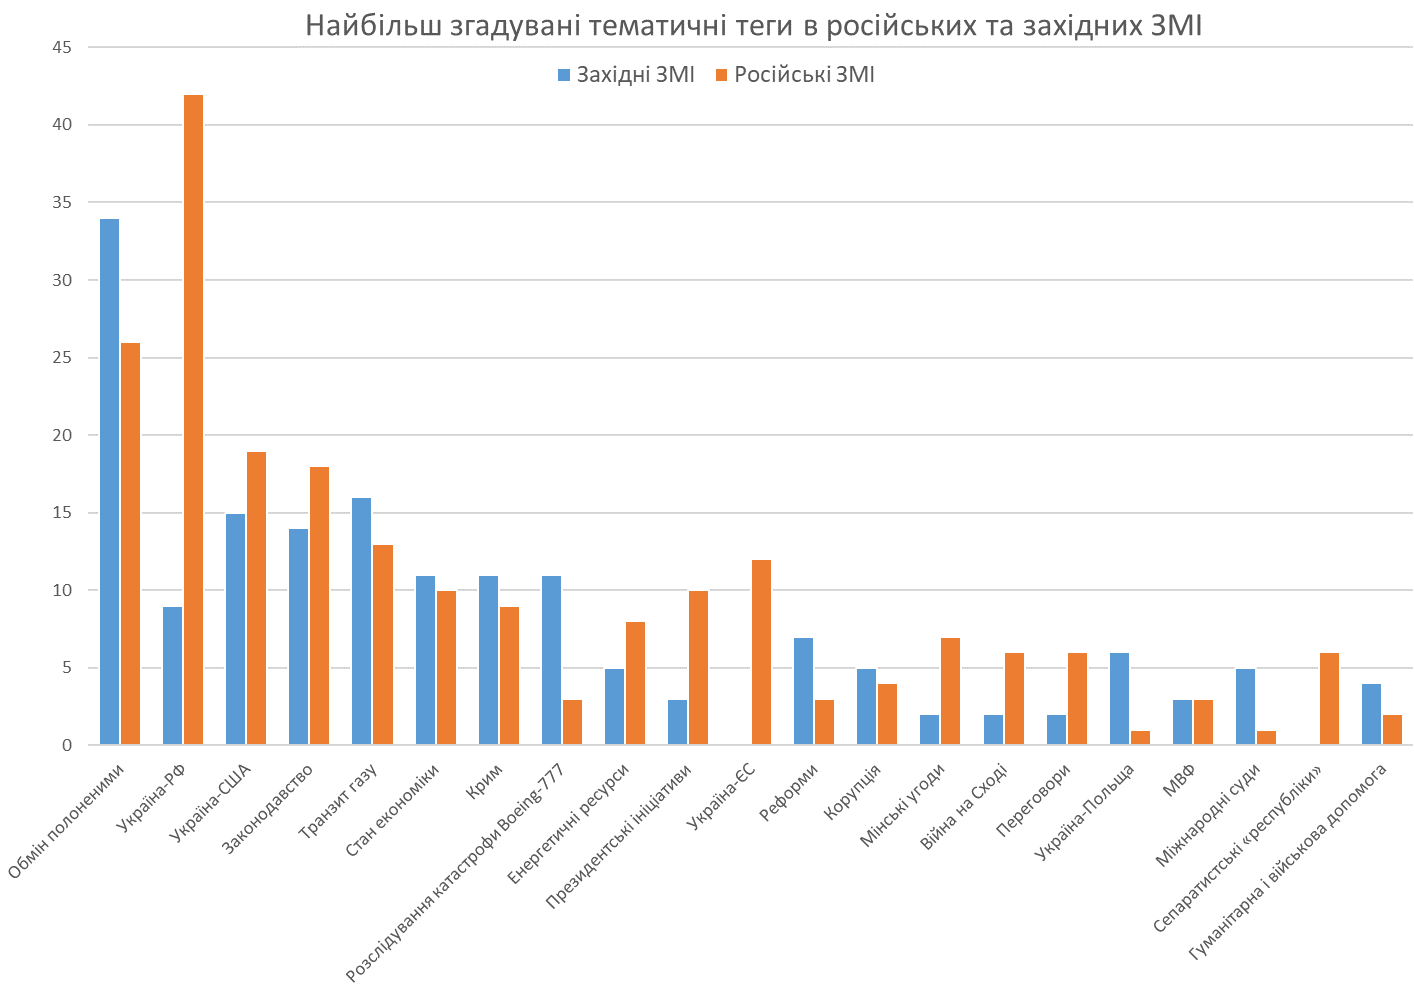 Найбільш згадувані тематичні теги в російських та західних ЗМІ
Західні ЗМІ
Російські ЗМІ
45
40
35
30
25
20
15
10
5
0
Обмін полоненими
Україна-РФ
Україна-США
Законодавство
Транзит газу
Стан економіки
Крим
Розслідування катастрофи Boeing-777
Енергетичні ресурси
Президентські ініціативи
Україна-ЄС
Реформи
Корупція
Мінські угоди
Війна на Сході
Переговори
Україна-Польща
МВФ
Міжнародні суди
Сепаратистські «республіки»
Гуманітарна і військова допомога